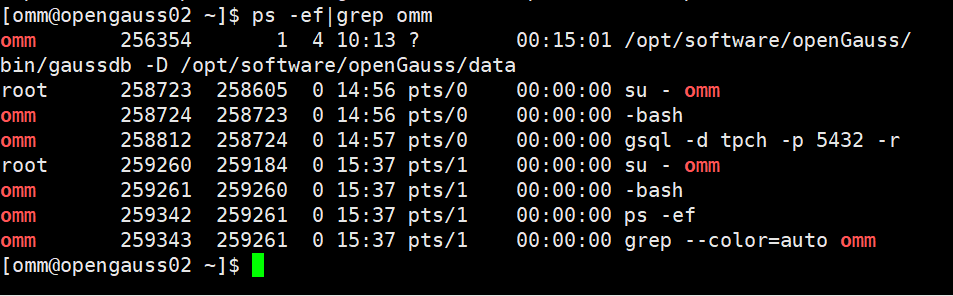 [omm@opengauss02 ~]$ ps -ef|grep omm
omm      256354       1  4 10:13 ?        00:15:01 /opt/software/openGauss/
bin/gaussdb -D /opt/software/openGauss/data
root     258723  258605  0 14:56 pts/0    00:00:00 su - omm
omm      258724  258723  0 14:56 pts/0    00:00:00 -bash
omm      258812  258724  0 14:57 pts/0    00:00:00 gsql -d tpch -p 5432 -r
root     259260  259184  0 15:37 pts/1    00:00:00 su - omm
omm      259261  259260  0 15:37 pts/1    00:00:00 -bash
omm      259342  259261  0 15:37 pts/1    00:00:00 ps -ef
omm      259343  259261  0 15:37 pts/1    00:00:00 grep --color=auto omm
[omm@opengauss02 ~]$